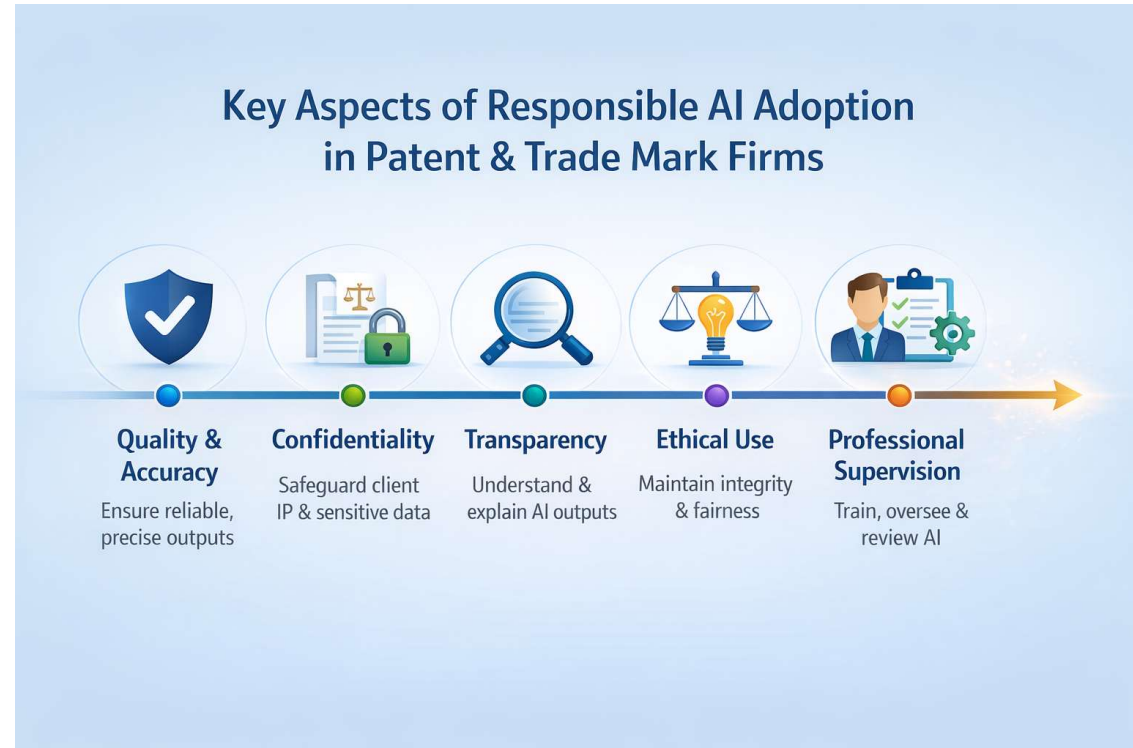 Key Aspects of Responsible AI Adoption
in Patent & Trade Mark Firms
Quality &
Accuracy
Ensure reliable,
precise outputs
Confidentiality
Safeguard client
IP & sensitive data
Transparency
Understand &
explain AI outputs
Ethical Use
Maintain integrity
& fairness
Professional
Supervision
Train, oversee &
review AI